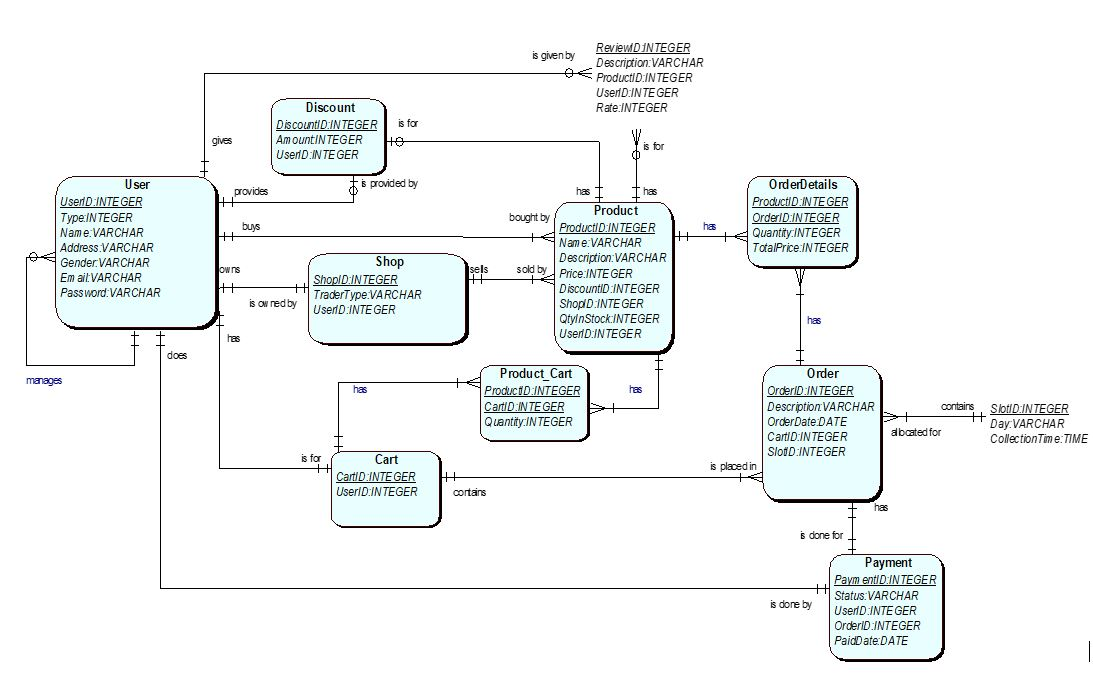 is given by
ReviewID:INTEGER
Description:VARCHAR
ProductID:INTEGER
UserID:INTEGER
Rate:INTEGER
Discount
DiscountID:INTEGER
Amount:INTEGER
UserID:INTEGER
is for
gives
is for
is provided by
User
UserID:INTEGER
Type:INTEGER
Name:VARCHAR
Address:VARCHAR
Gender:VARCHAR
Email:VARCHAR
Password:VARCHAR
provides
has
has
OrderDetails
ProductID:INTEGER
OrderID:INTEGER
Quantity:INTEGER
TotalPrice:INTEGER
buys
bought by
Product
ProductID:INTEGER
Name:VARCHAR
Description:VARCHAR
Price:INTEGER
DiscountID:INTEGER
ShopID:INTEGER
QtyInStock:INTEGER
UserID:INTEGER
has
owns
is owned by
Shop
ShopID:INTEGER
TraderType:VARCHAR
UserID:INTEGER
sells
sold by
has
has
does
manages
has
Product_Cart
ProductID:INTEGER
CartID:INTEGER
Quantity:INTEGER
has
Order
OrderID:INTEGER
Description:VARCHAR
OrderDate:DATE
CartID:INTEGER
SlotID:INTEGER
contains
allocated for
SlotID:INTEGER
Day:VARCHAR
CollectionTime:TIME
is for
Cart
CartID:INTEGER
UserID:INTEGER
contains
is placed in
has
is done for
Payment
PaymentID:INTEGER
Status:VARCHAR
UserID:INTEGER
OrderID:INTEGER
PaidDate:DATE
is done by